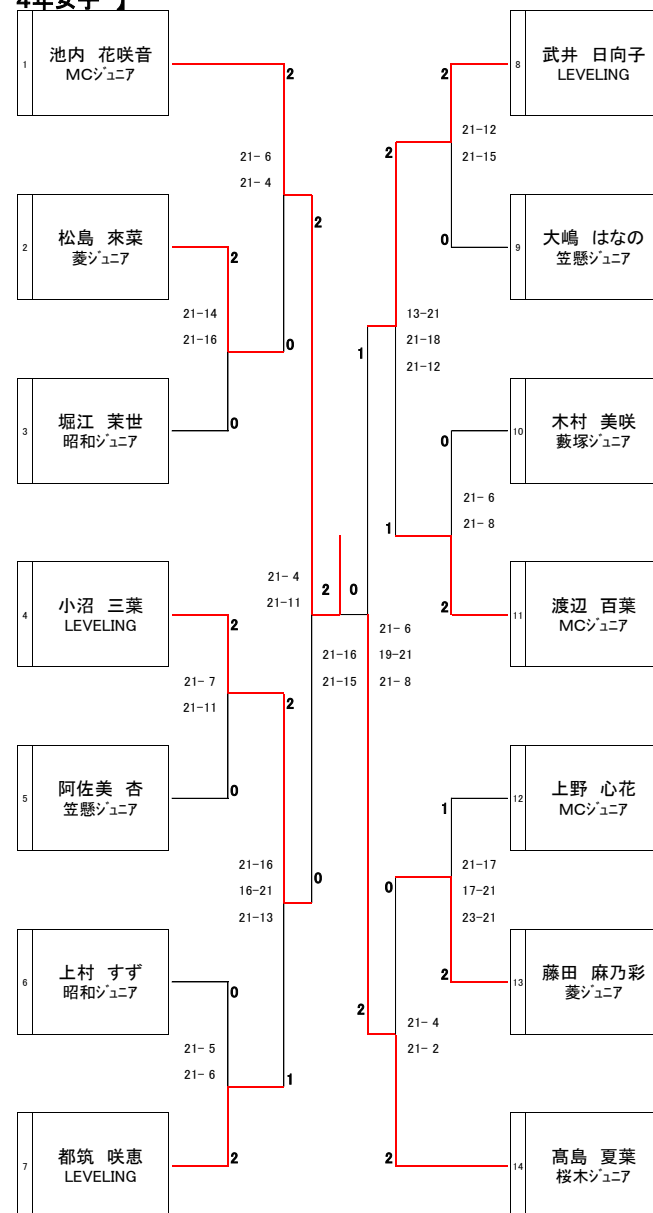 4年女子 】
1
池内 花咲音
MCジュニア
2
松島 來菜
菱ジュニア
3
堀江 茉世
昭和ジュニア
4
小沼 三葉
LEVELING
5
阿佐美 杏
笠懸ジュニア
6
上村 すず
昭和ジュニア
7
都筑 咲恵
LEVELING
2
21- 6
21- 4
2
21-14
21-16
0
0
2
2
21- 7
21-11
0
2
21-16
16-21
21-13
0
21- 5
21- 6
2
1
0
21- 4
21-11
2
0
21-16
21-15
1
21- 6
19-21
21- 8
2
2
13-21
21-18
21-12
1
2
21-12
21-15
0
0
21- 6
21- 8
2
1
21-17
17-21
23-21
2
0
21- 4
21- 2
2
8
武井 日向子
LEVELING
9
大嶋 はなの
笠懸ジュニア
10
木村 美咲
藪塚ジュニア
11
渡辺 百葉
MCジュニア
12
上野 心花
MCジュニア
13
藤田 麻乃彩
菱ジュニア
14
髙島 夏葉
桜木ジュニア